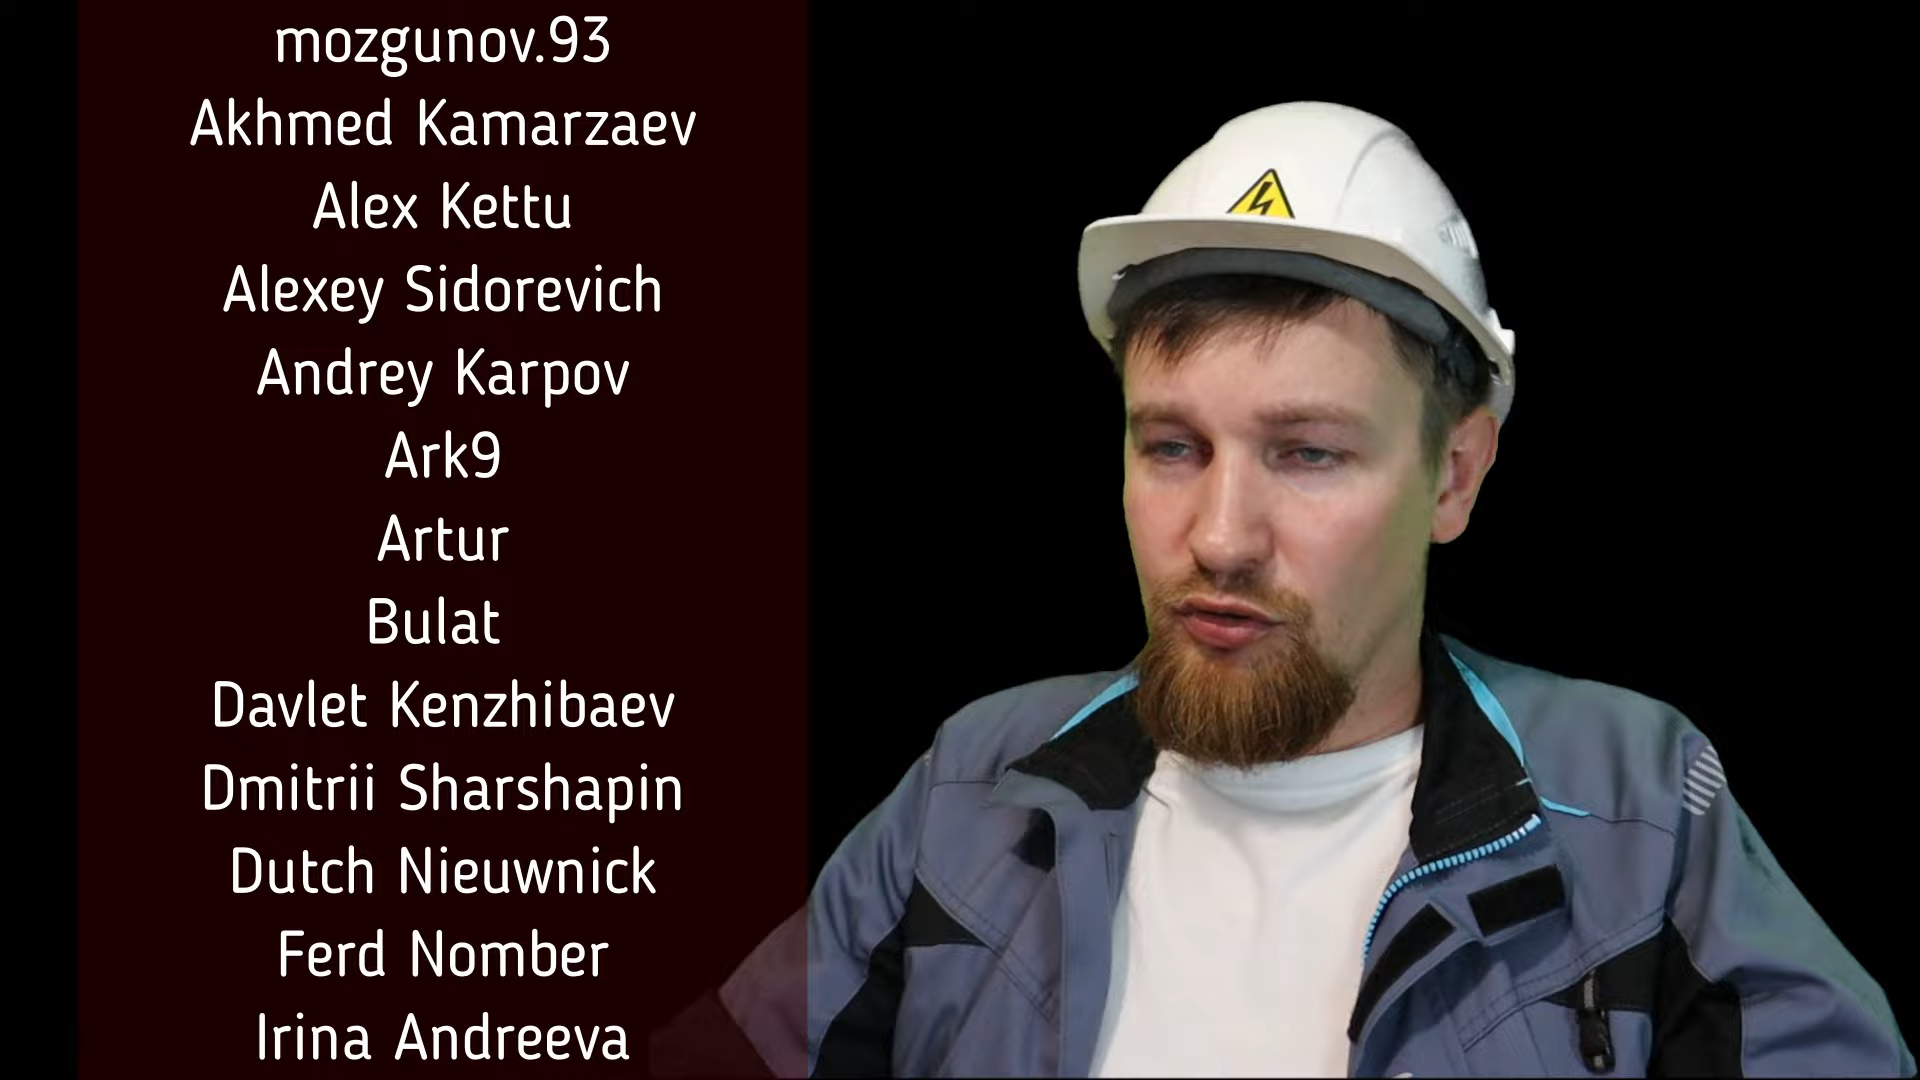 mozgunov.93
Akhmed Kamarzaev
Alex Kettu
Alexey Sidorevich
Andrey Karpov
Ark9
Artur
Bulat
Davlet Kenzhibaev
Dmitrii Sharshapin
Dutch Nieuwnick
Ferd Nomber
Irina Andreeva